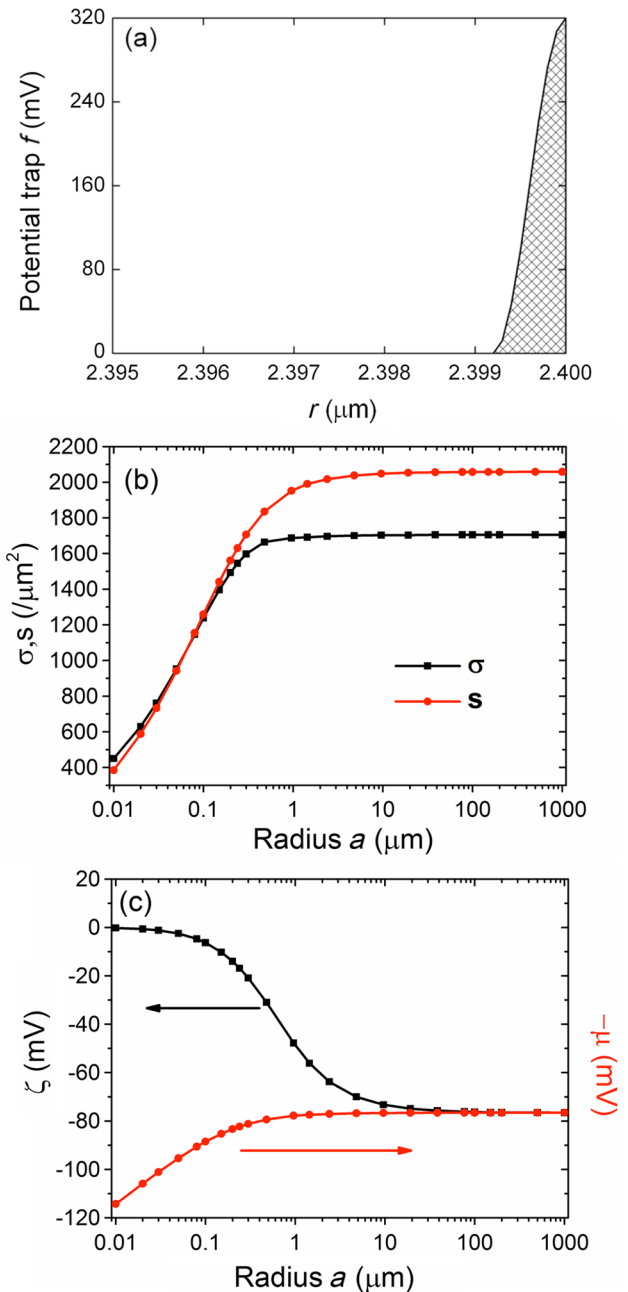 (a)
Potential trap f (mV)
320
240
160
80
0
2.395 2.396 2.397 2.398 2.399 2.400
r (μm)
(b)
σ,s (/μm²)
2200
2000
1800
1600
1400
1200
1000
800
600
400
σ
s
0.01 0.1 1 10 100 1000
Radius a (μm)
(c)
ζ (mV)
20
0
-20
-40
-60
-80
-100
-120
−μ (mV)
0.01 0.1 1 10 100 1000
Radius a (μm)